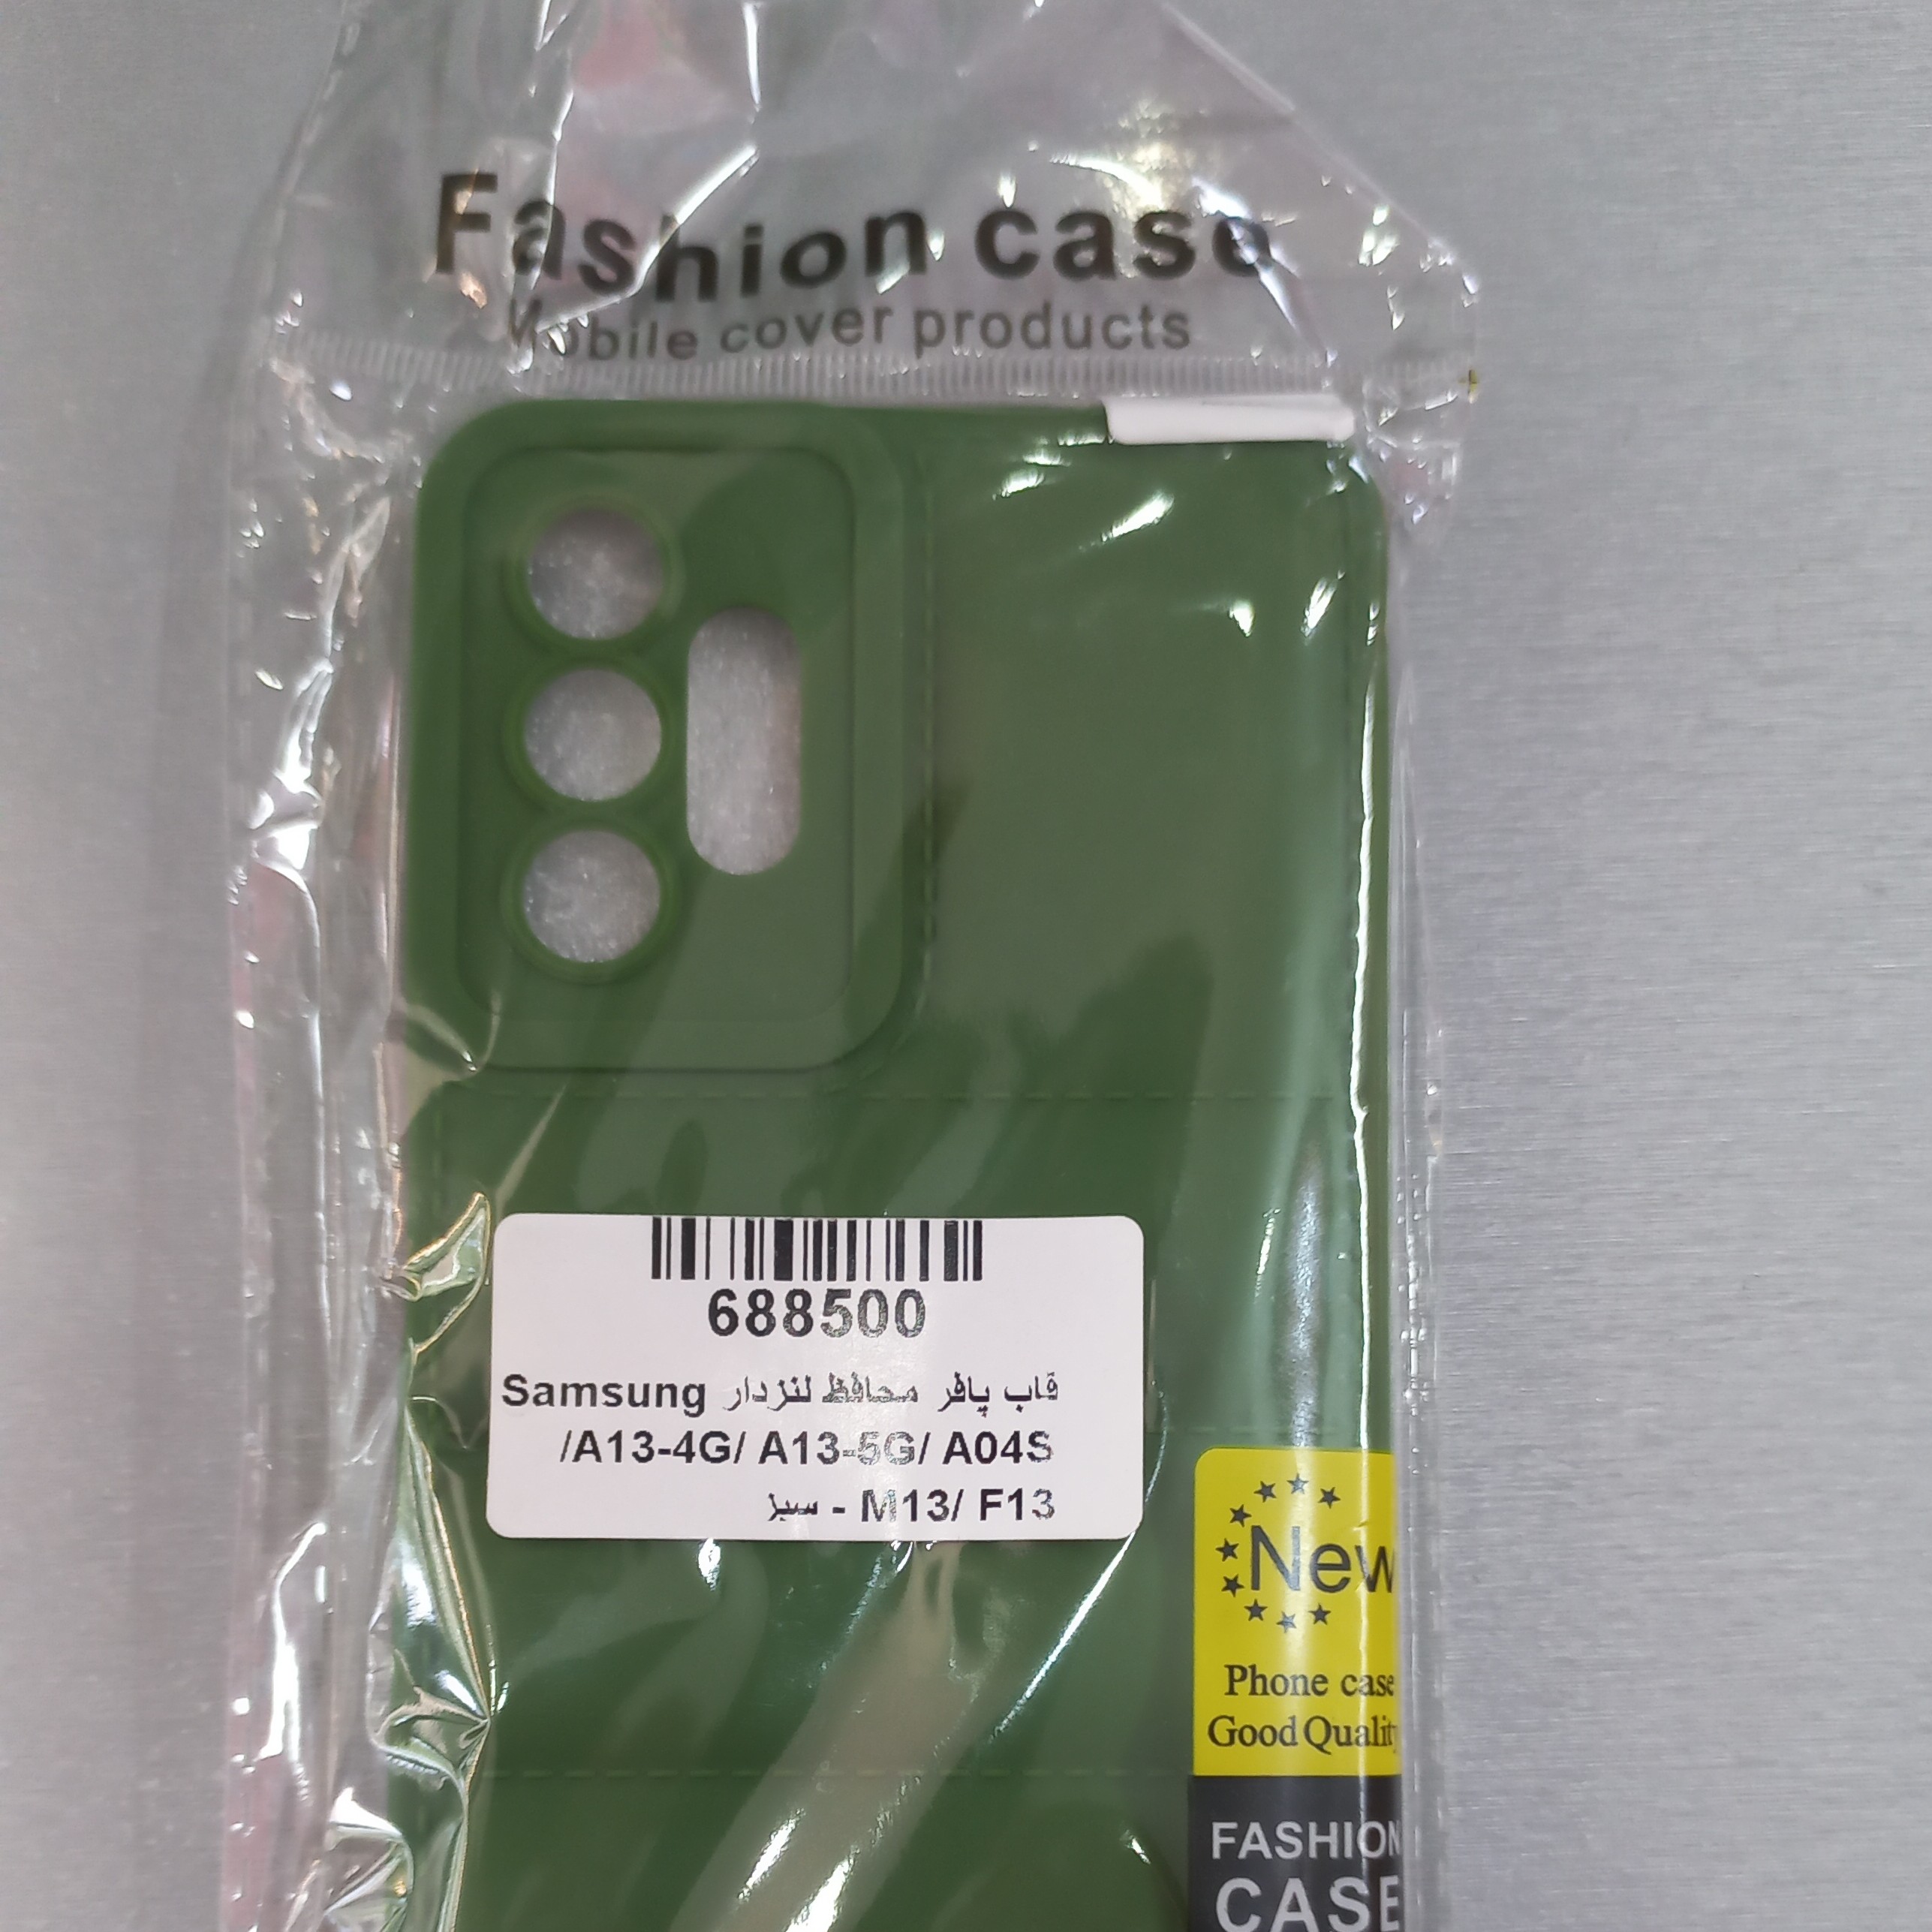 Fashion case
Mobile cover products
688500
قاب پافر محافظ لنزدار Samsung
A13-4G/ A13-5G/ A04S/
M13/ F13 - سبز
New
Phone case
Good Quality
FASHION
CASE